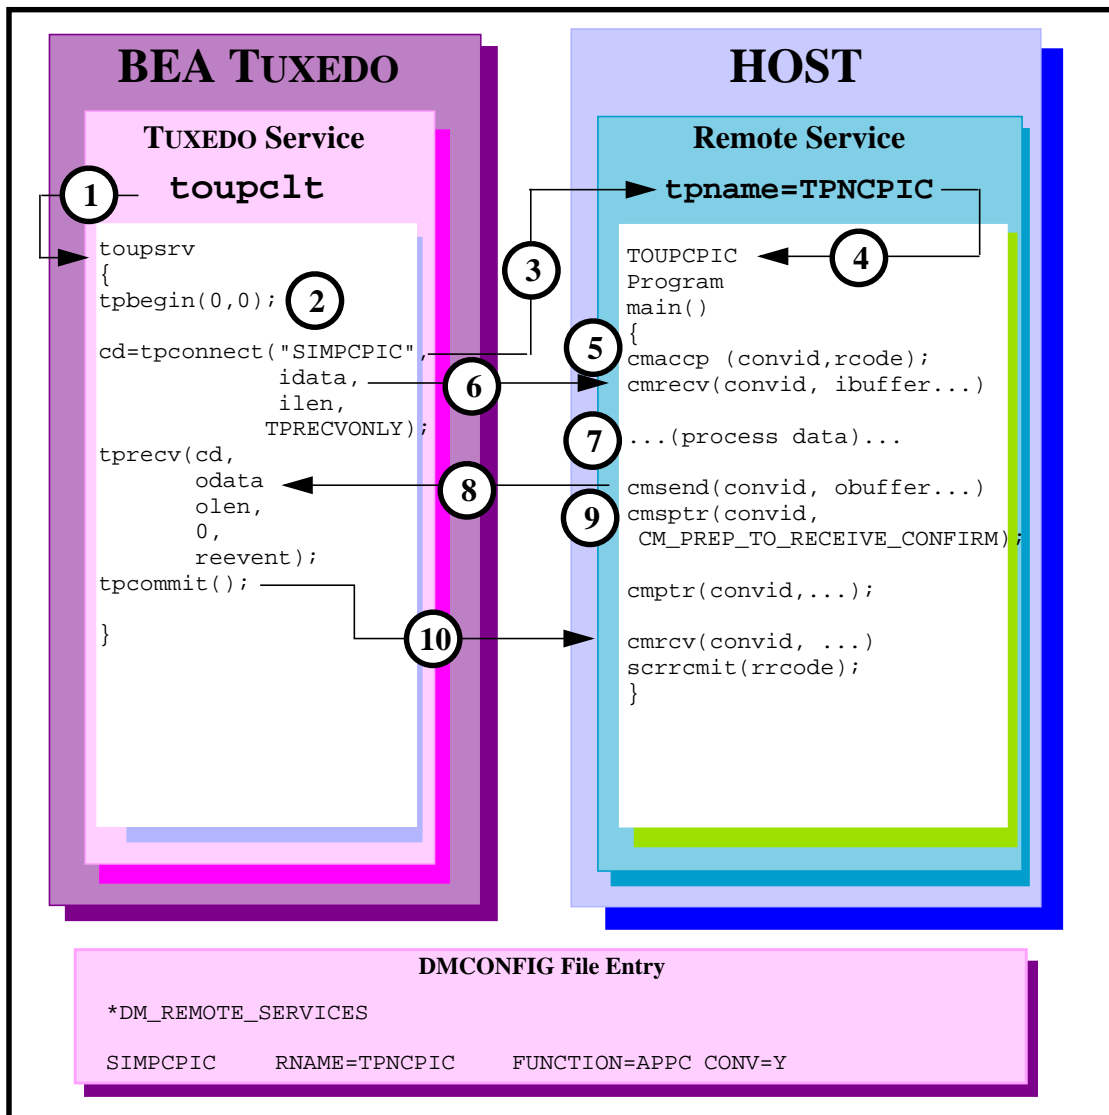 BEA TUXEDO
TUXEDO Service
toupclt
1
toupsrv
{
tpbegin(0,0);
2
cd=tpconnect("SIMPCPIC",
idata,
ilen,
TPRECVONLY);
tprecv(cd,
odata
olen,
0,
reevent);
tpcommit();
}
3
6
8
10
HOST
Remote Service
tpname=TPNCPIC
TOUPCPIC
4
Program
main()
{
5
cmaccp (convid,rcode);
cmrecv(convid, ibuffer...)
7
...(process data)...
cmsend(convid, obuffer...)
9
cmsptr(convid,
CM_PREP_TO_RECEIVE_CONFIRM);
cmptr(convid,...);
cmrcv(convid, ...)
scrrcmit(rrcode);
}
DMCONFIG File Entry
*DM_REMOTE_SERVICES
SIMPCPIC RNAME=TPNCPIC FUNCTION=APPC CONV=Y